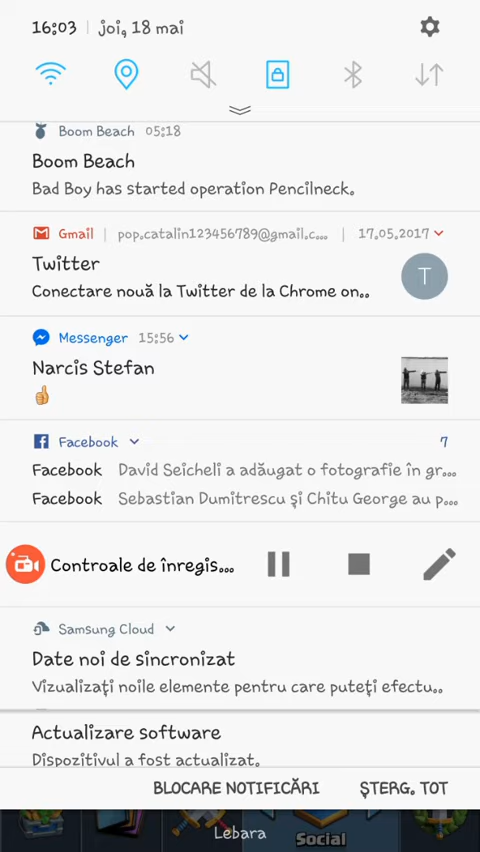 16:03 | joi, 18 mai
Boom Beach 05:18
Boom Beach
Bad Boy has started operation Pencilneck.
Gmail | pop.catalin123456789@gmail.c... | 17.05.2017
Twitter
T
Conectare nouă la Twitter de la Chrome on..
Messenger 15:56
Narcis Stefan
Facebook 7
Facebook David Seicheli a adăugat o fotografie în gr...
Facebook Sebastian Dumitrescu și Chitu George au p...
Controale de înregis...
Samsung Cloud
Date noi de sincronizat
Vizualizați noile elemente pentru care puteți efectu..
Actualizare software
Dispozitivul a fost actualizat.
BLOCARE NOTIFICĂRI ȘTERG. TOT
Lebara
Social